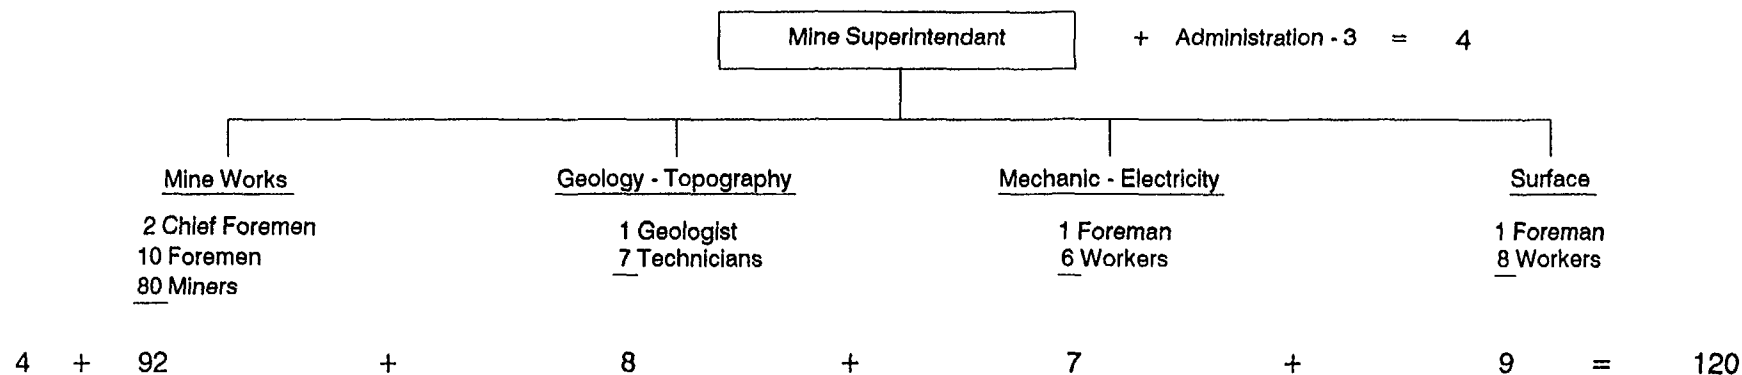 Mine Superintendant + Administration - 3 = 4
Mine Works
2 Chief Foremen
10 Foremen
80 Miners
Geology - Topography
1 Geologist
7 Technicians
Mechanic - Electricity
1 Foreman
6 Workers
Surface
1 Foreman
8 Workers
4 + 92 + 8 + 7 + 9 = 120